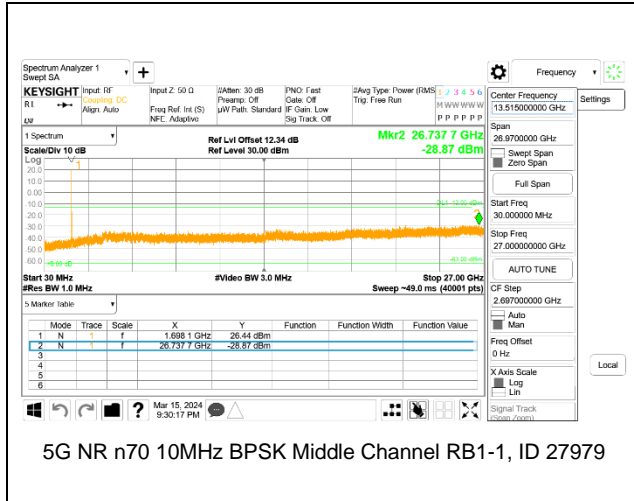 Spectrum Analyzer 1
Swept SA
Frequency
KEYSIGHT
Input: RF
Coupling: DC
Align: Auto
Input Z: 50 Ω
Freq Ref: Int (S)
NFE: Adaptive
#Atten: 30 dB
Preamp: Off
µW Path: Standard
PNO: Fast
Gate: Off
IF Gain: Low
Sig Track: Off
#Avg Type: Power (RMS
Trig: Free Run
1 2 3 4 5 6
M W W W W W
P P P P P P
Settings
Center Frequency
13.515000000 GHz
Span
26.9700000 GHz
Swept Span
Zero Span
Full Span
Start Freq
30.000000 MHz
Stop Freq
27.00000000 GHz
AUTO TUNE
CF Step
2.697000000 GHz
Auto
Man
Freq Offset
0 Hz
X Axis Scale
Log
Lin
Signal Track
(Span Zoom)
Local
1 Spectrum
Scale/Div 10 dB
Ref Lvl Offset 12.34 dB
Ref Level 30.00 dBm
Mkr2 26.737 7 GHz
-28.87 dBm
Log
20.0
10.0
0.00
-10.0
-20.0
-30.0
-40.0
-50.0
-60.0
1
2
Start 30 MHz
#Res BW 1.0 MHz
#Video BW 3.0 MHz
Stop 27.00 GHz
Sweep ~49.0 ms (40001 pts)
5 Marker Table
Mode Trace Scale X Y Function Function Width Function Value
1 N 1 f 1.698 1 GHz 26.44 dBm
2 N 1 f 26.737 7 GHz -28.87 dBm
3
4
5
6
Mar 15, 2024
9:30:17 PM
5G NR n70 10MHz BPSK Middle Channel RB1-1, ID 27979